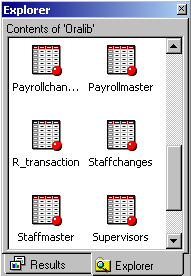 Explorer
Contents of 'Oralib'
Payrollchan... Payrollmaster
R_transaction Staffchanges
Staffmaster Supervisors
Results Explorer